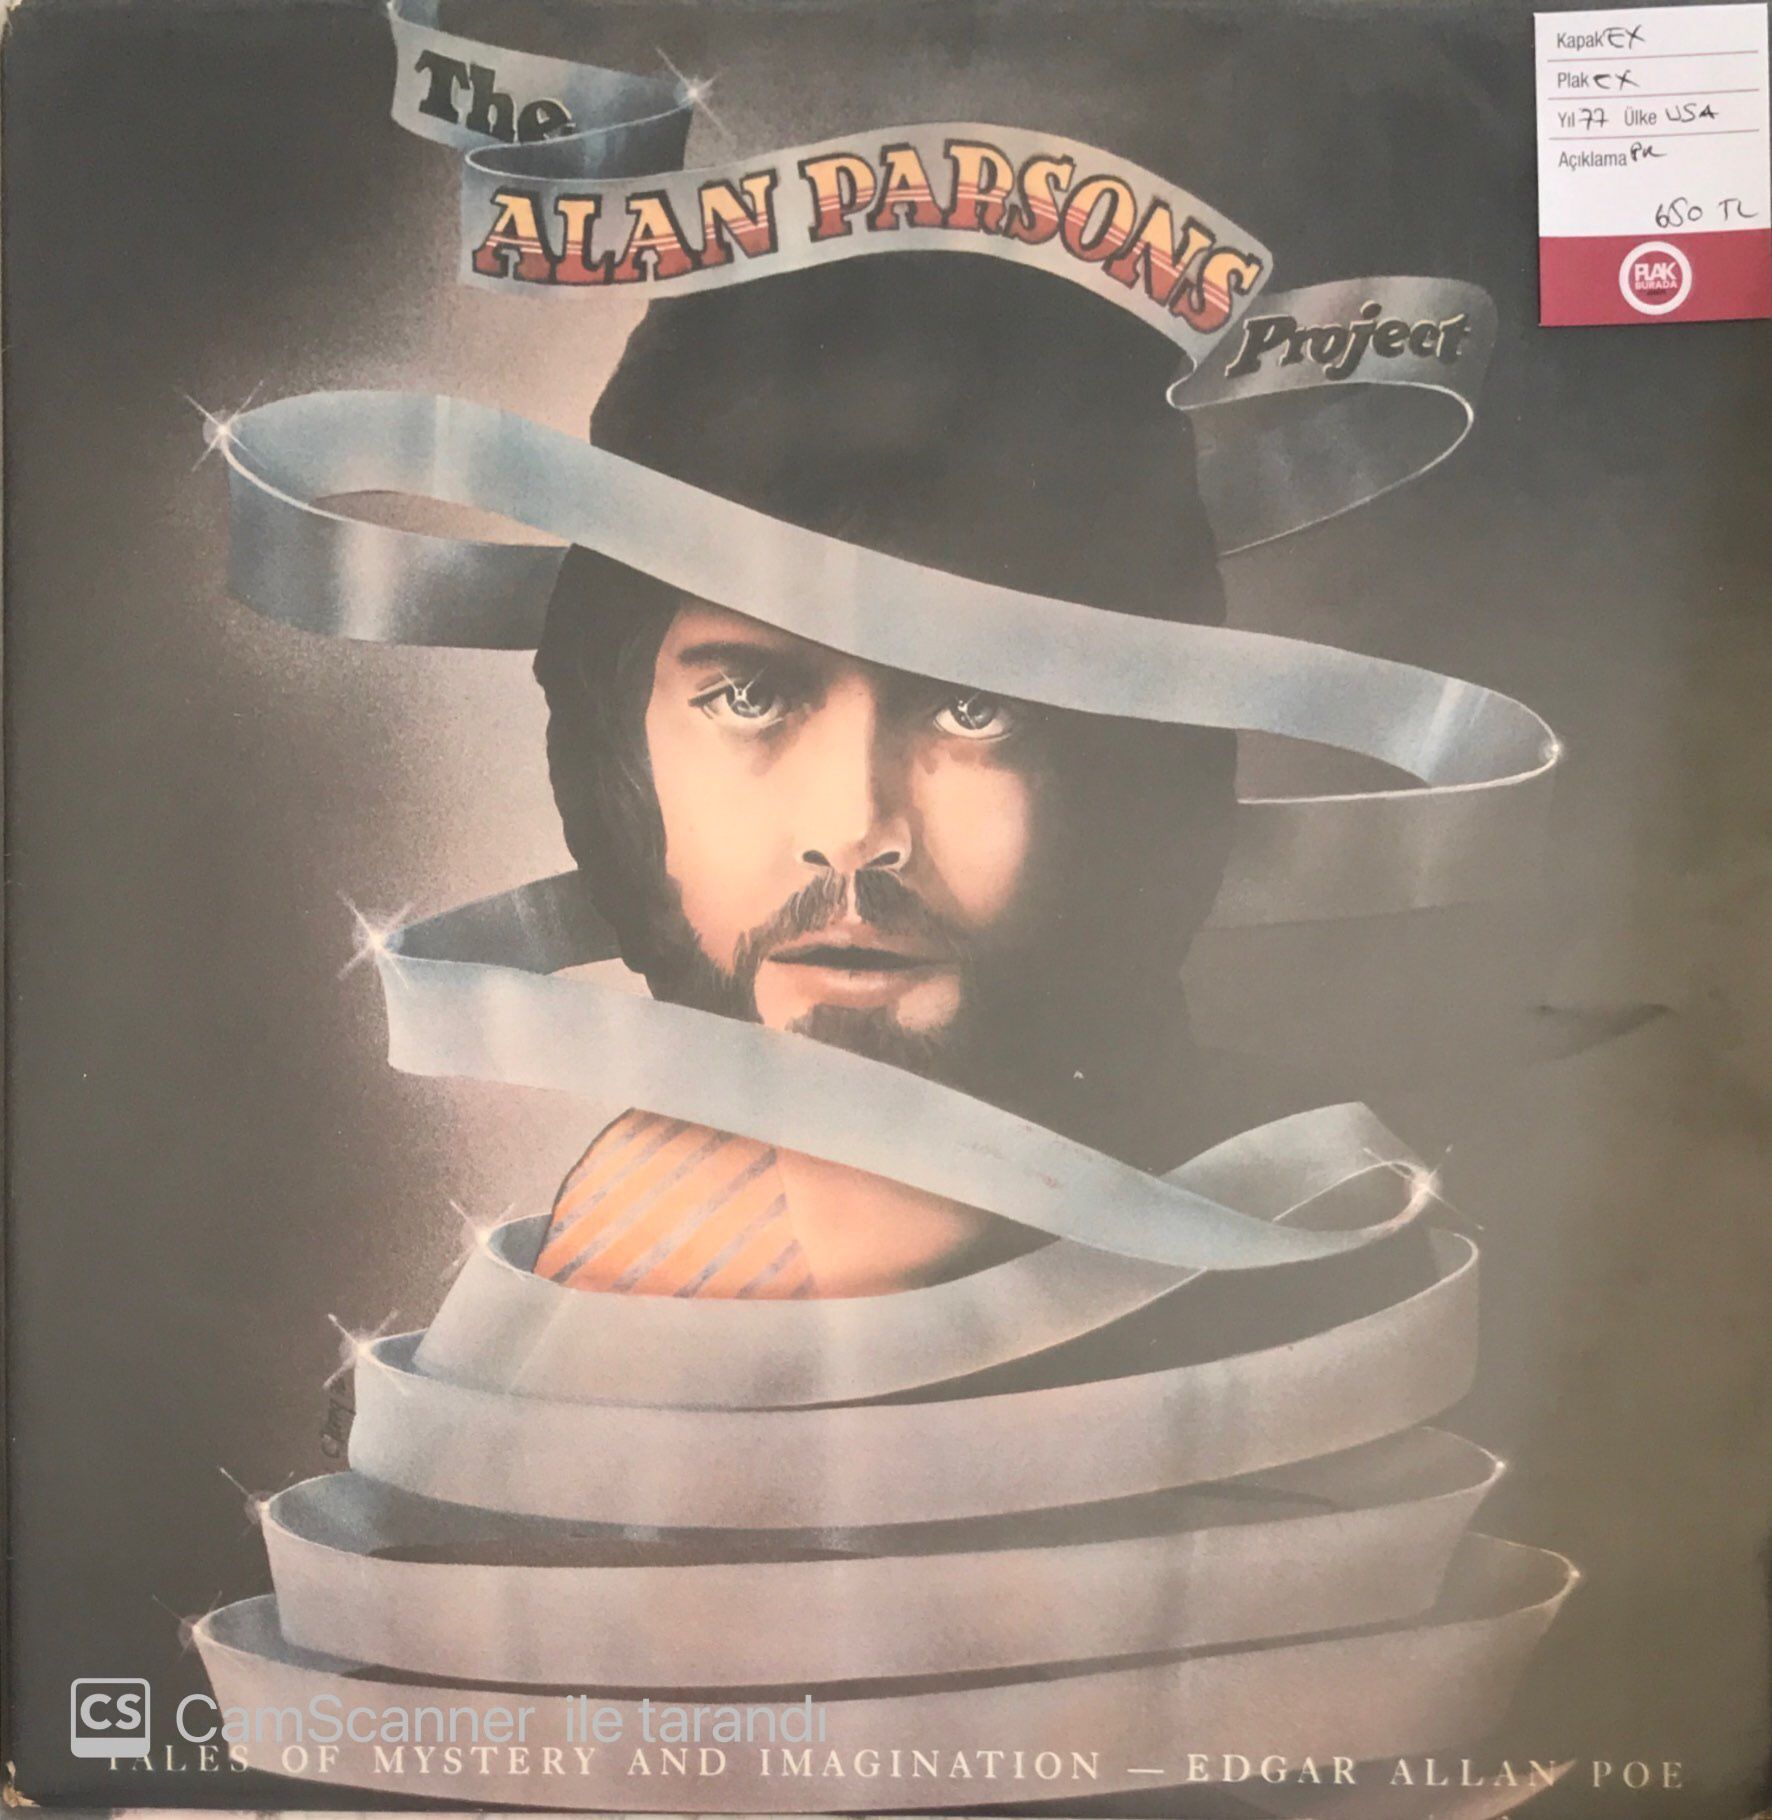 The
ALAN PARSONS
Project
Kapak EX
Plak EX
Yıl 77 Ülke USA
Açıklama
650 TL
PLAK
BURADA
CS CamScanner ile tarandı
TALES OF MYSTERY AND IMAGINATION — EDGAR ALLAN POE